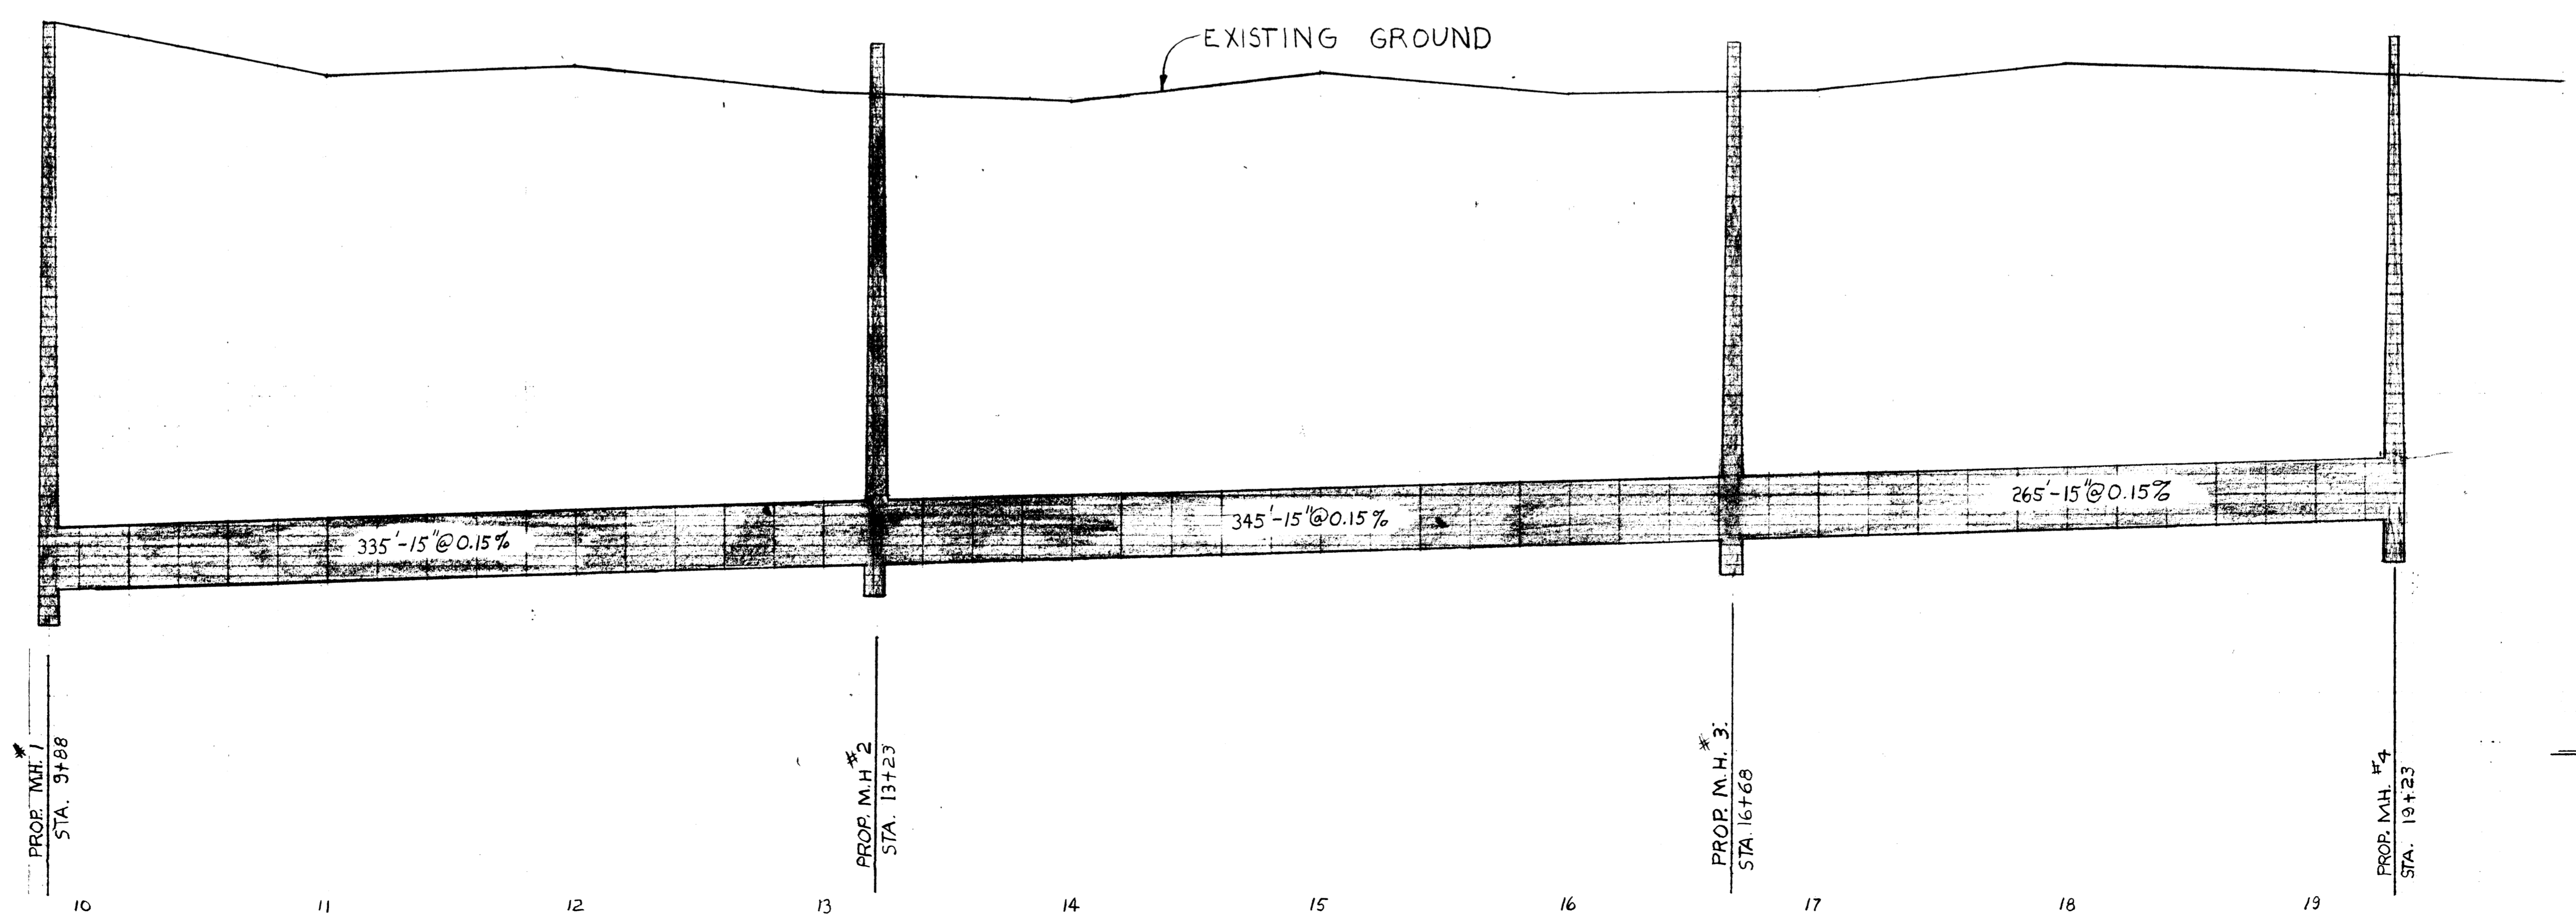 EXISTING GROUND
335'-15"@0.15%
345'-15"@0.15%
265'-15"@0.15%
PROP. M.H. #1
STA. 9+88
PROP. M.H #2
STA. 13+23
PROP. M.H. #3
STA. 16+68
PROP. M.H. #4
STA. 19+23
10 11 12 13 14 15 16 17 18 19